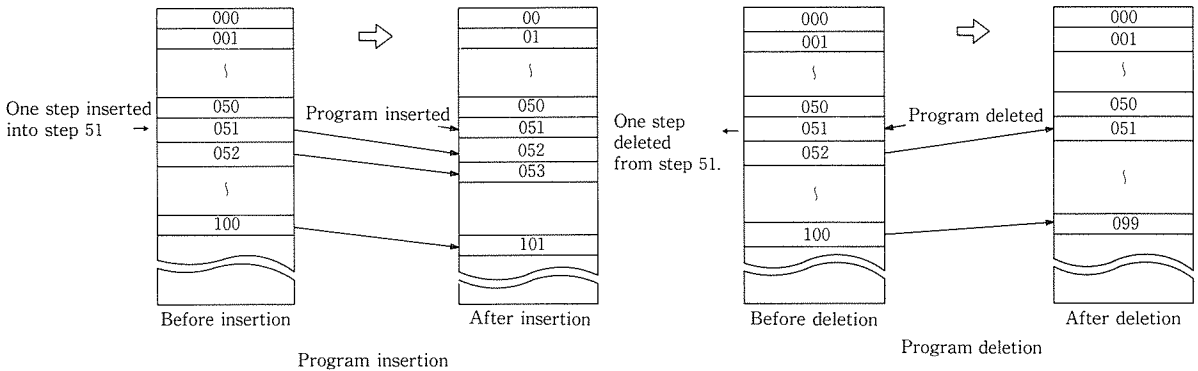 One step inserted
into step 51
000
001
050
051
052
100
Before insertion
Program inserted
00
01
050
051
052
053
101
After insertion
Program insertion
One step
deleted
from step 51.
000
001
050
051
052
100
Before deletion
Program deleted
000
001
050
051
099
After deletion
Program deletion